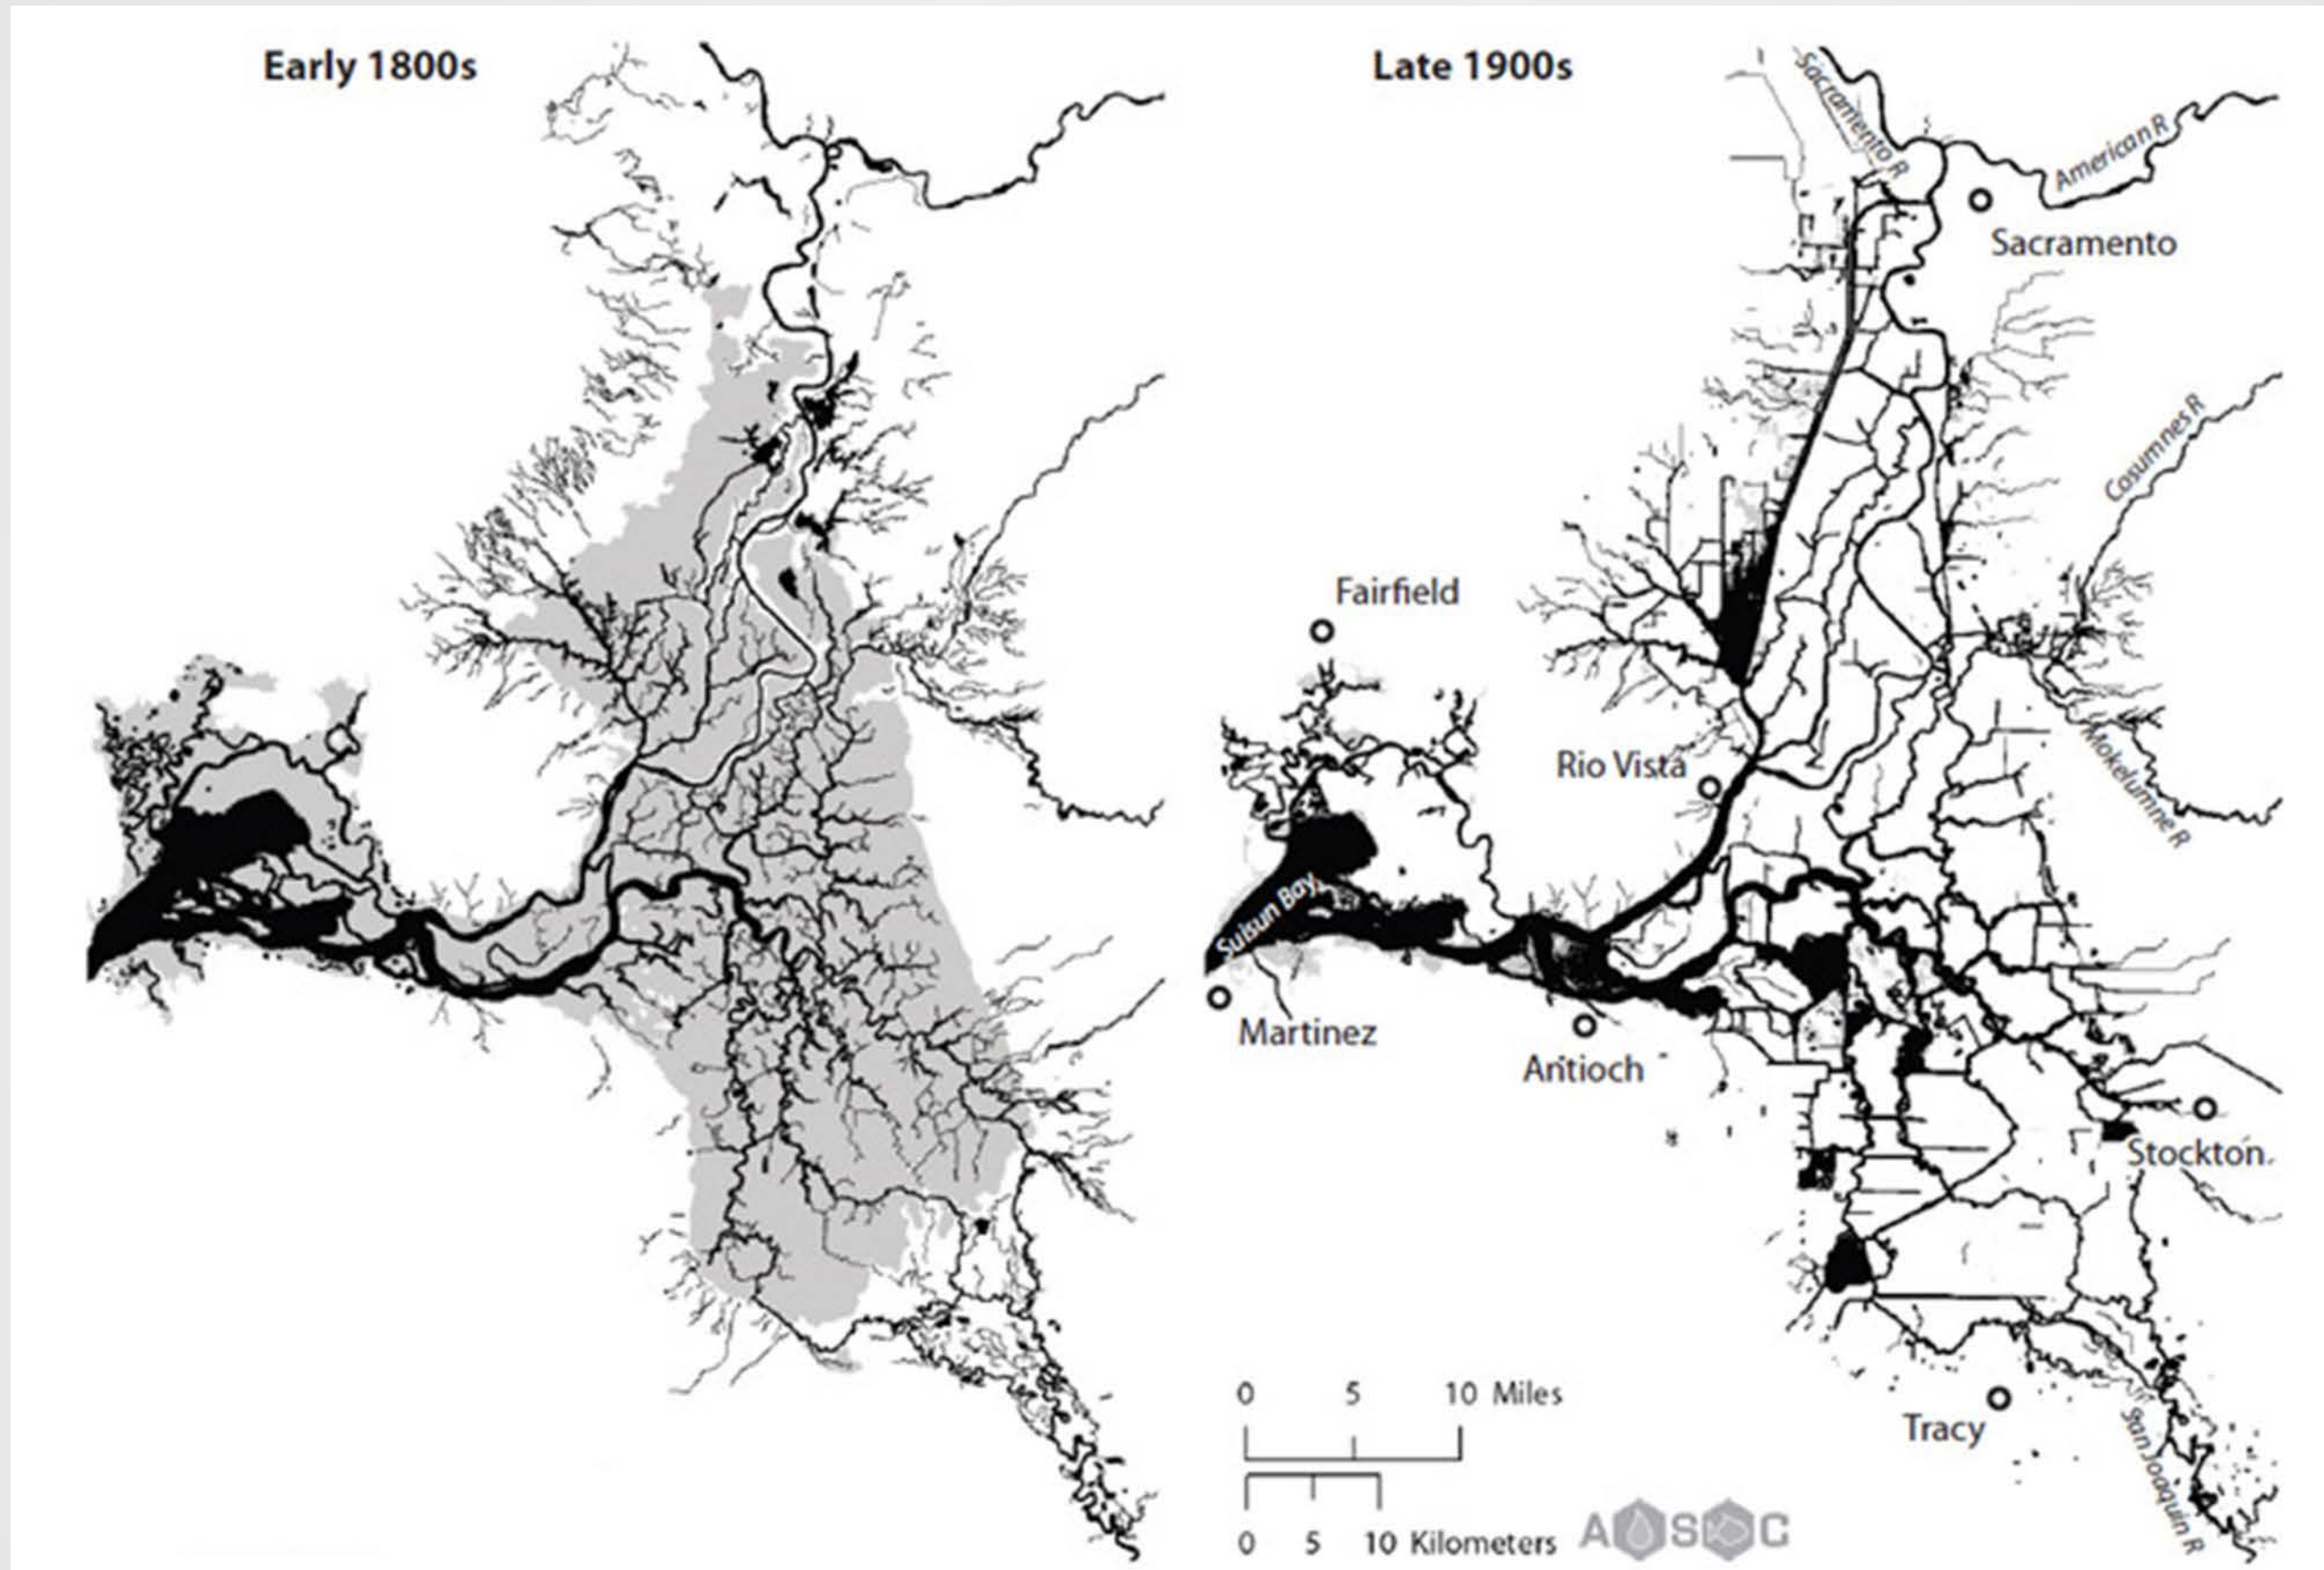 Early 1800s
Late 1900s
Sacramento R
American R
Sacramento
Cosumnes R
Fairfield
Rio Vista
Mokelumne R
Suisun Bay
Martinez
Antioch
Stockton
Tracy
San Joaquin R
0 5 10 Miles
0 5 10 Kilometers
A S C